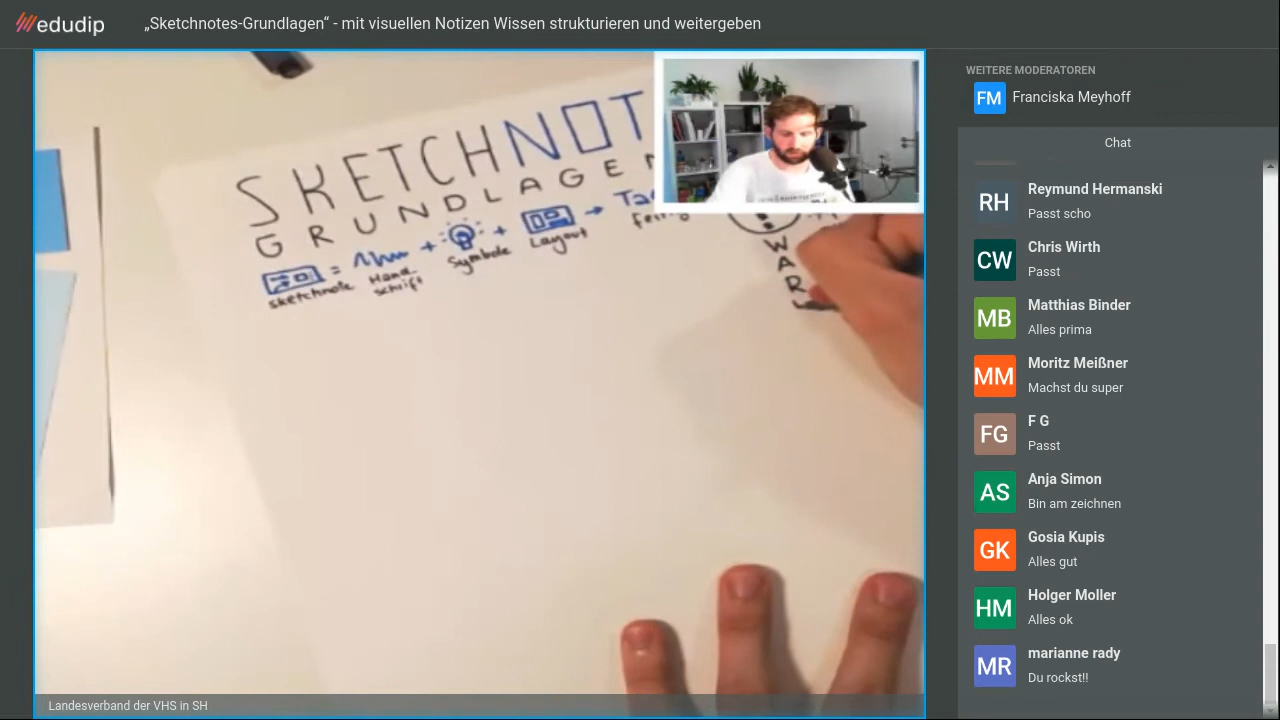 edudip
„Sketchnotes-Grundlagen“ - mit visuellen Notizen Wissen strukturieren und weitergeben
SKETCHNOT
GRUNDLAGEN
sketchnote = Handschrift + Symbole + Layout →
WAR
Landesverband der VHS in SH
WEITERE MODERATOREN
FM Franciska Meyhoff
Chat
RH Reymund Hermanski
Passt scho
CW Chris Wirth
Passt
MB Matthias Binder
Alles prima
MM Moritz Meißner
Machst du super
FG F G
Passt
AS Anja Simon
Bin am zeichnen
GK Gosia Kupis
Alles gut
HM Holger Moller
Alles ok
MR marianne rady
Du rockst!!